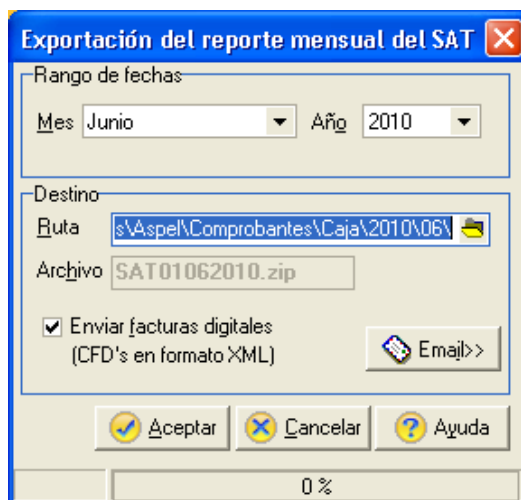 Exportación del reporte mensual del SAT
Rango de fechas
Mes Junio Año 2010
Destino
Ruta s\Aspel\Comprobantes\Caja\2010\06\
Archivo SAT01062010.zip
Enviar facturas digitales
(CFD's en formato XML)
Email>>
Aceptar Cancelar Ayuda
0 %